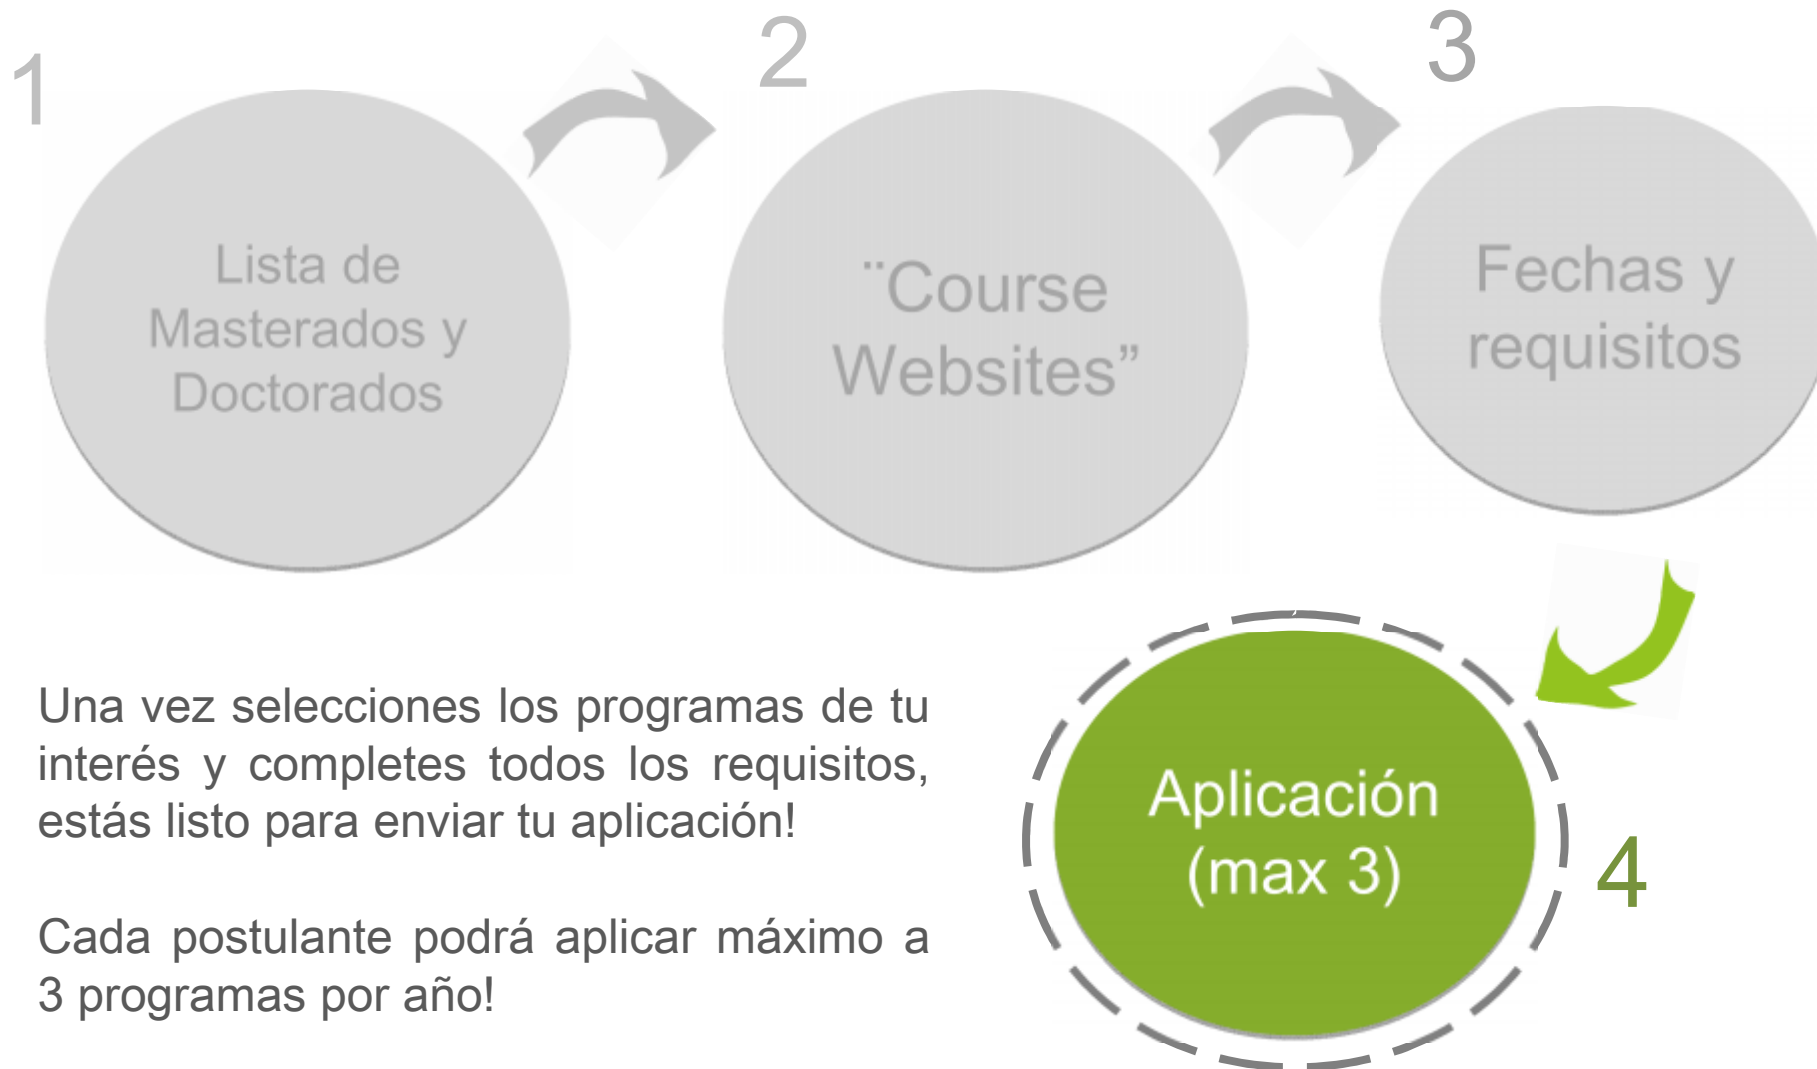 1
Lista de
Masterados y
Doctorados
2
¨Course
Websites”
3
Fechas y
requisitos
Aplicación
(max 3)
4
Una vez selecciones los programas de tu
interés y completes todos los requisitos,
estás listo para enviar tu aplicación!
Cada postulante podrá aplicar máximo a
3 programas por año!